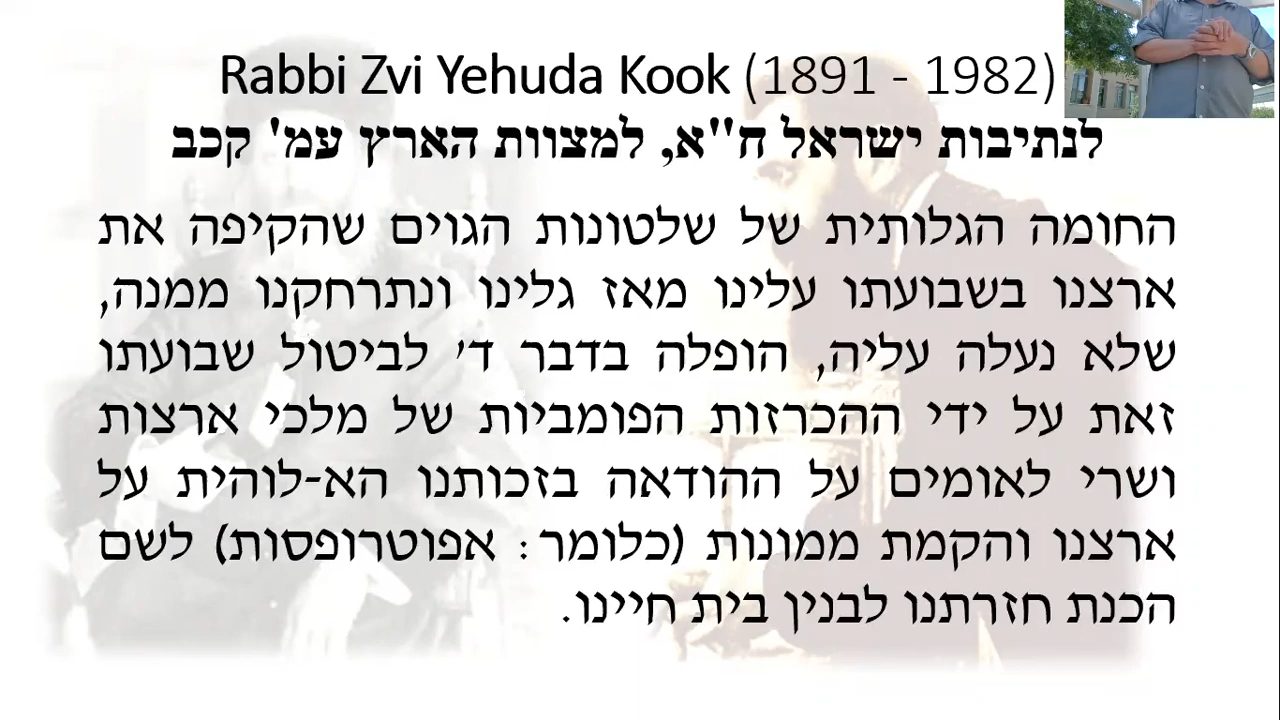 Rabbi Zvi Yehuda Kook (1891 - 1982)
לנתיבות ישראל ח"א, למצוות הארץ עמ' קכב
החומה הגלותית של שלטונות הגוים שהקיפה את
ארצנו בשבועתו עלינו מאז גלינו ונתרחקנו ממנה,
שלא נעלה עליה, הופלה בדבר ד' לביטול שבועתו
זאת על ידי ההכרזות הפומביות של מלכי ארצות
ושרי לאומים על ההודאה בזכותנו הא-לוהית על
ארצנו והקמת ממונות (כלומר: אפוטרופסות) לשם
הכנת חזרתנו לבנין בית חיינו.